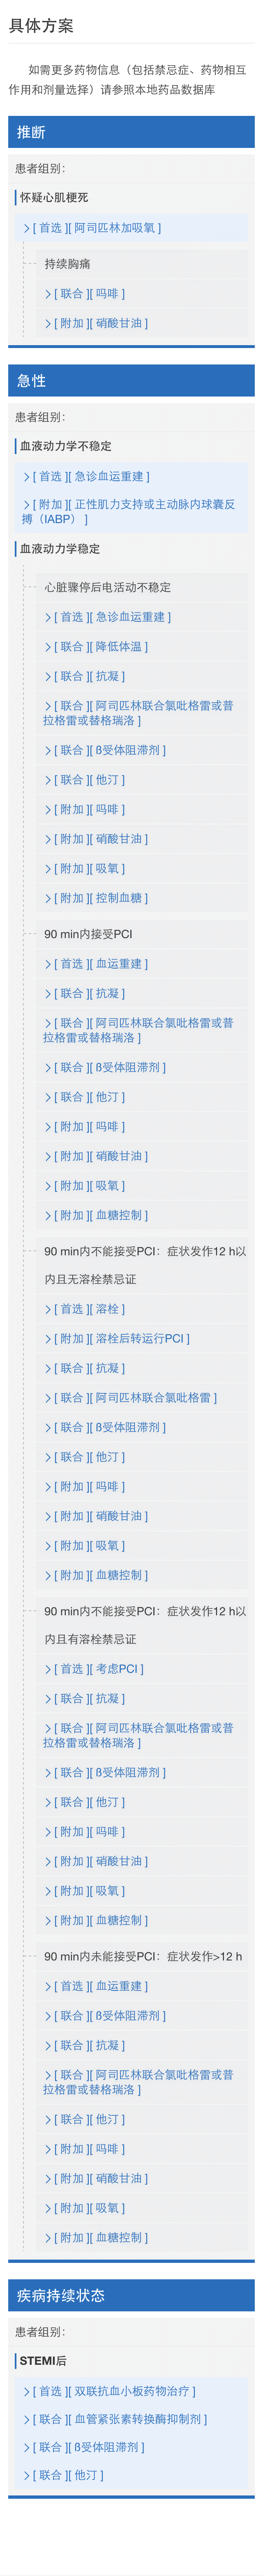 具体方案
如需更多药物信息（包括禁忌症、药物相互
作用和剂量选择）请参照本地药品数据库
推断
患者组别：
怀疑心肌梗死
[ 首选 ][ 阿司匹林加吸氧 ]
持续胸痛
[ 联合 ][ 吗啡 ]
[ 附加 ][ 硝酸甘油 ]
急性
患者组别：
血液动力学不稳定
[ 首选 ][ 急诊血运重建 ]
[ 附加 ][ 正性肌力支持或主动脉内球囊反
搏（IABP） ]
血液动力学稳定
心脏骤停后电活动不稳定
[ 首选 ][ 急诊血运重建 ]
[ 联合 ][ 降低体温 ]
[ 联合 ][ 抗凝 ]
[ 联合 ][ 阿司匹林联合氯吡格雷或普
拉格雷或替格瑞洛 ]
[ 联合 ][ ß受体阻滞剂 ]
[ 联合 ][ 他汀 ]
[ 附加 ][ 吗啡 ]
[ 附加 ][ 硝酸甘油 ]
[ 附加 ][ 吸氧 ]
[ 附加 ][ 控制血糖 ]
90 min内接受PCI
[ 首选 ][ 血运重建 ]
[ 联合 ][ 抗凝 ]
[ 联合 ][ 阿司匹林联合氯吡格雷或普
拉格雷或替格瑞洛 ]
[ 联合 ][ ß受体阻滞剂 ]
[ 联合 ][ 他汀 ]
[ 附加 ][ 吗啡 ]
[ 附加 ][ 硝酸甘油 ]
[ 附加 ][ 吸氧 ]
[ 附加 ][ 血糖控制 ]
90 min内不能接受PCI：症状发作12 h以
内且无溶栓禁忌证
[ 首选 ][ 溶栓 ]
[ 附加 ][ 溶栓后转运行PCI ]
[ 联合 ][ 抗凝 ]
[ 联合 ][ 阿司匹林联合氯吡格雷 ]
[ 联合 ][ ß受体阻滞剂 ]
[ 联合 ][ 他汀 ]
[ 附加 ][ 吗啡 ]
[ 附加 ][ 硝酸甘油 ]
[ 附加 ][ 吸氧 ]
[ 附加 ][ 血糖控制 ]
90 min内不能接受PCI：症状发作12 h以
内且有溶栓禁忌证
[ 首选 ][ 考虑PCI ]
[ 联合 ][ 抗凝 ]
[ 联合 ][ 阿司匹林联合氯吡格雷或普
拉格雷或替格瑞洛 ]
[ 联合 ][ ß受体阻滞剂 ]
[ 联合 ][ 他汀 ]
[ 附加 ][ 吗啡 ]
[ 附加 ][ 硝酸甘油 ]
[ 附加 ][ 吸氧 ]
[ 附加 ][ 血糖控制 ]
90 min内未能接受PCI：症状发作>12 h
[ 首选 ][ 血运重建 ]
[ 联合 ][ ß受体阻滞剂 ]
[ 联合 ][ 抗凝 ]
[ 联合 ][ 阿司匹林联合氯吡格雷或普
拉格雷或替格瑞洛 ]
[ 联合 ][ 他汀 ]
[ 附加 ][ 吗啡 ]
[ 附加 ][ 硝酸甘油 ]
[ 附加 ][ 吸氧 ]
[ 附加 ][ 血糖控制 ]
疾病持续状态
患者组别：
STEMI后
[ 首选 ][ 双联抗血小板药物治疗 ]
[ 联合 ][ 血管紧张素转换酶抑制剂 ]
[ 联合 ][ ß受体阻滞剂 ]
[ 联合 ][ 他汀 ]